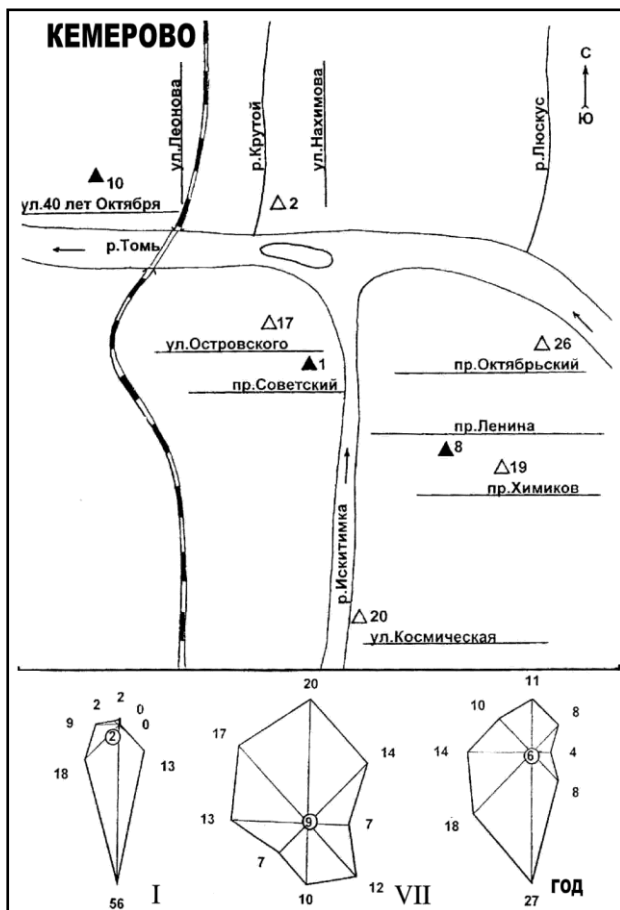 КЕМЕРОВО
ул.Леонова
р.Крутой
ул.Нахимова
р.Люскус
С
Ю
10
ул.40 лет Октября
2
р.Томь
17
ул.Островского
1
пр.Советский
26
пр.Октябрьский
пр.Ленина
8
19
пр.Химиков
р.Искитимка
20
ул.Космическая
2
2
0
9
0
2
18
13
56
I
20
17
14
13
9
7
7
12
10
VII
11
10
8
14
6
4
8
18
27
ГОД